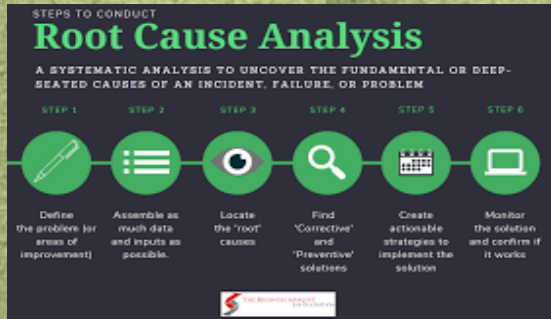 STEPS TO CONDUCT
Root Cause Analysis
A SYSTEMATIC ANALYSIS TO UNCOVER THE FUNDAMENTAL OR DEEP-
SEATED CAUSES OF AN INCIDENT, FAILURE, OR PROBLEM
STEP 1
Define
the problem (or
areas of
improvement)
STEP 2
Assemble as
much data
and inputs as
possible.
STEP 3
Locate
the 'root'
causes
STEP 4
Find
'Corrective'
and
'Preventive'
solutions
STEP 5
Create
actionable
strategies to
implement the
solution
STEP 6
Monitor
the solution
and confirm if
it works
THE BUSINESS ANALYST